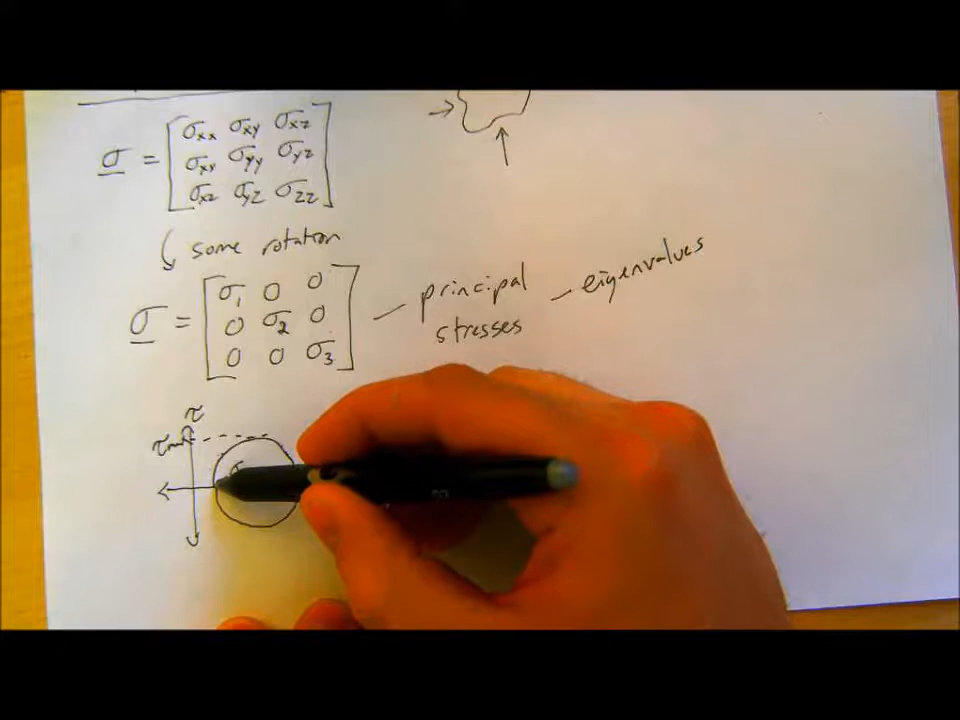 σ = [σxx σxy σxz
σxy σyy σyz
σxz σyz σzz]
some rotation
σ = [σ1 0 0
0 σ2 0
0 0 σ3]
principal stresses
eigenvalues
τ